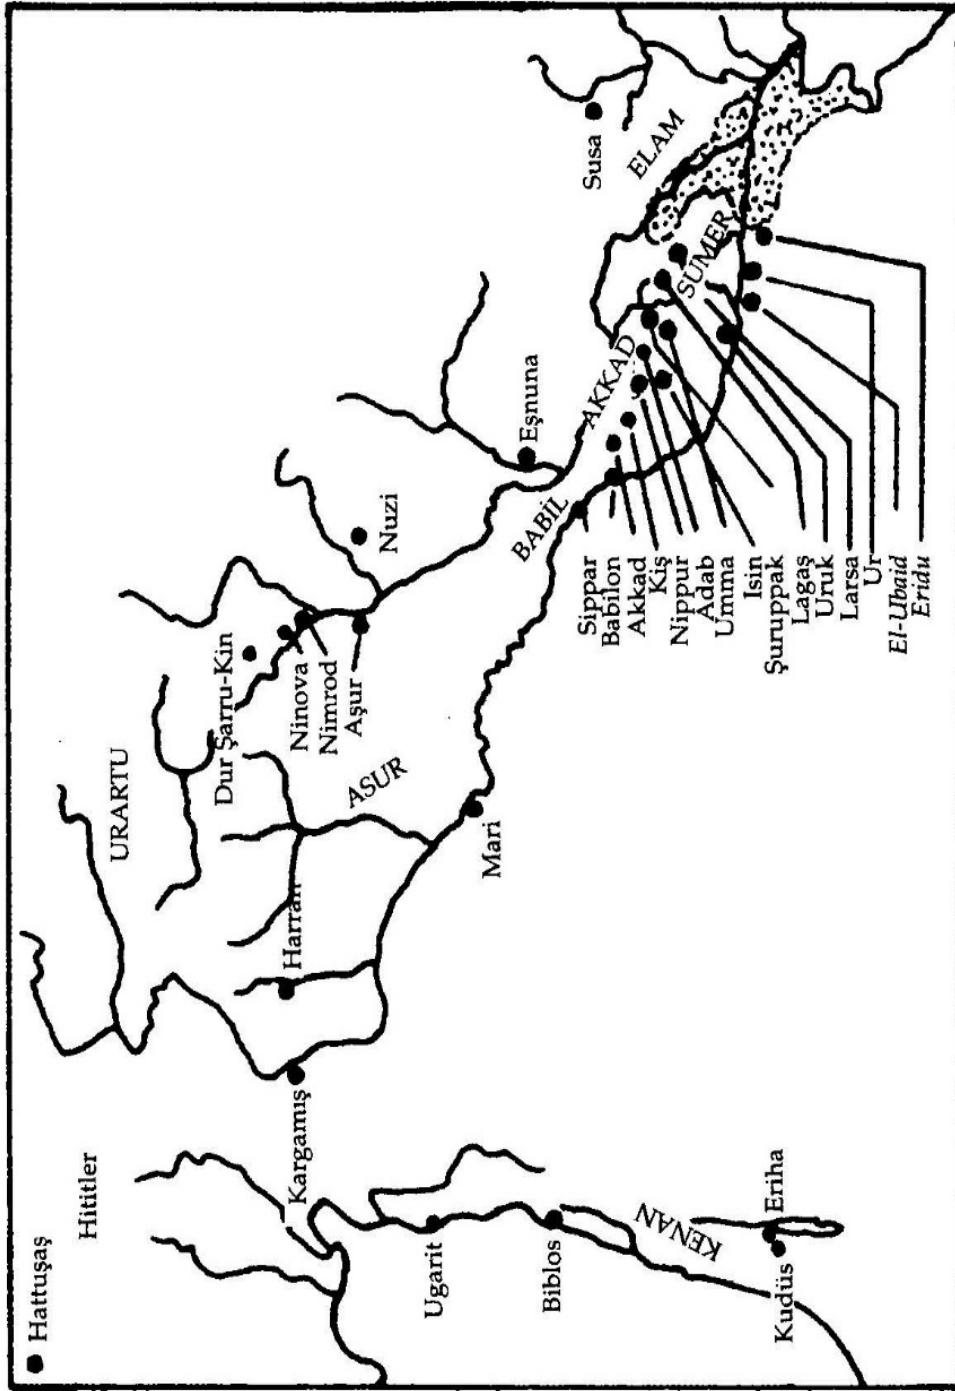 Hattuşaş
Hititler
URARTU
Kargamış
Harran
Dur Şarru-Kin
Ninova
Nimrod
Aşur
Nuzi
ASUR
Ugarit
Mari
Eşnuna
Susa
Biblos
BABİL
AKKAD
ELAM
SUMER
KENAN
Eriha
Kudüs
Sippar
Babilon
Akkad
Kiş
Nippur
Adab
Umma
Isin
Şuruppak
Lagaş
Uruk
Larsa
Ur
El-Ubaid
Eridu